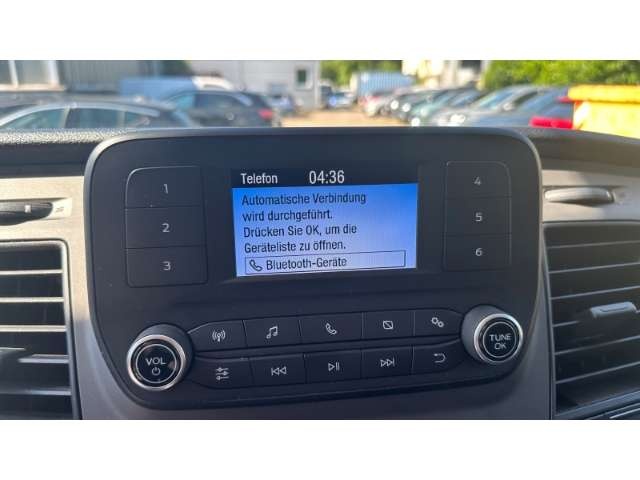 Telefon 04:36
Automatische Verbindung
wird durchgeführt.
Drücken Sie OK, um die
Geräteliste zu öffnen.
Bluetooth-Geräte
1
2
3
4
5
6
VOL
TUNE
OK